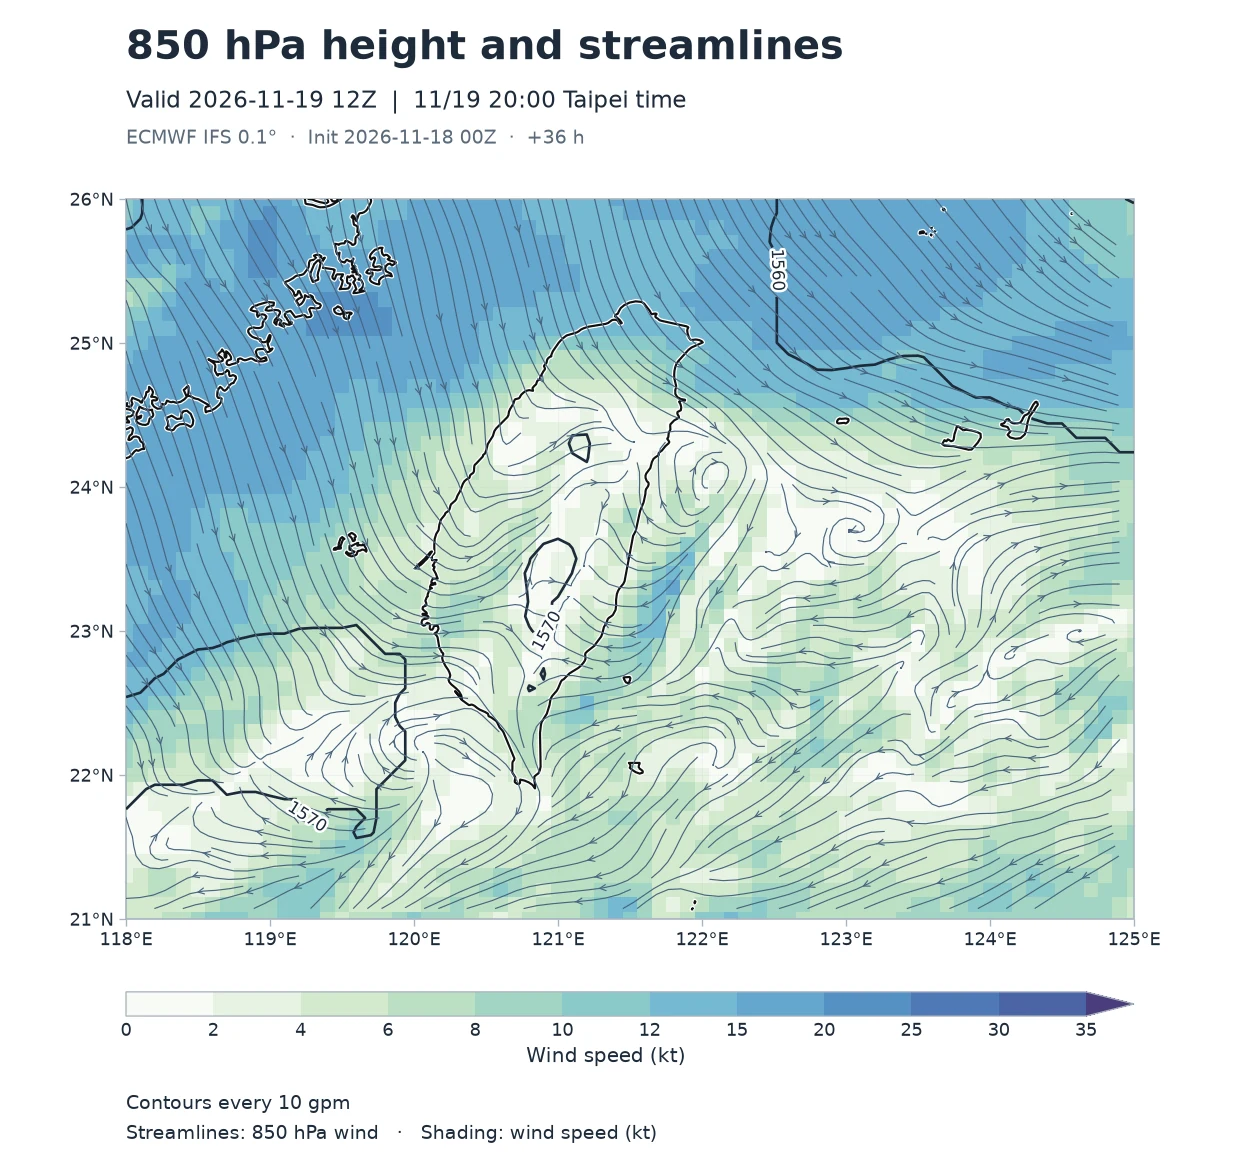 850 hPa height and streamlines
Valid 2026-11-19 12Z | 11/19 20:00 Taipei time
ECMWF IFS 0.1° · Init 2026-11-18 00Z · +36 h
26°N
1560
25°N
24°N
23°N
1570
22°N
1570
21°N
118°E 119°E 120°E 121°E 122°E 123°E 124°E 125°E
0 2 4 6 8 10 12 15 20 25 30 35
Wind speed (kt)
Contours every 10 gpm
Streamlines: 850 hPa wind · Shading: wind speed (kt)